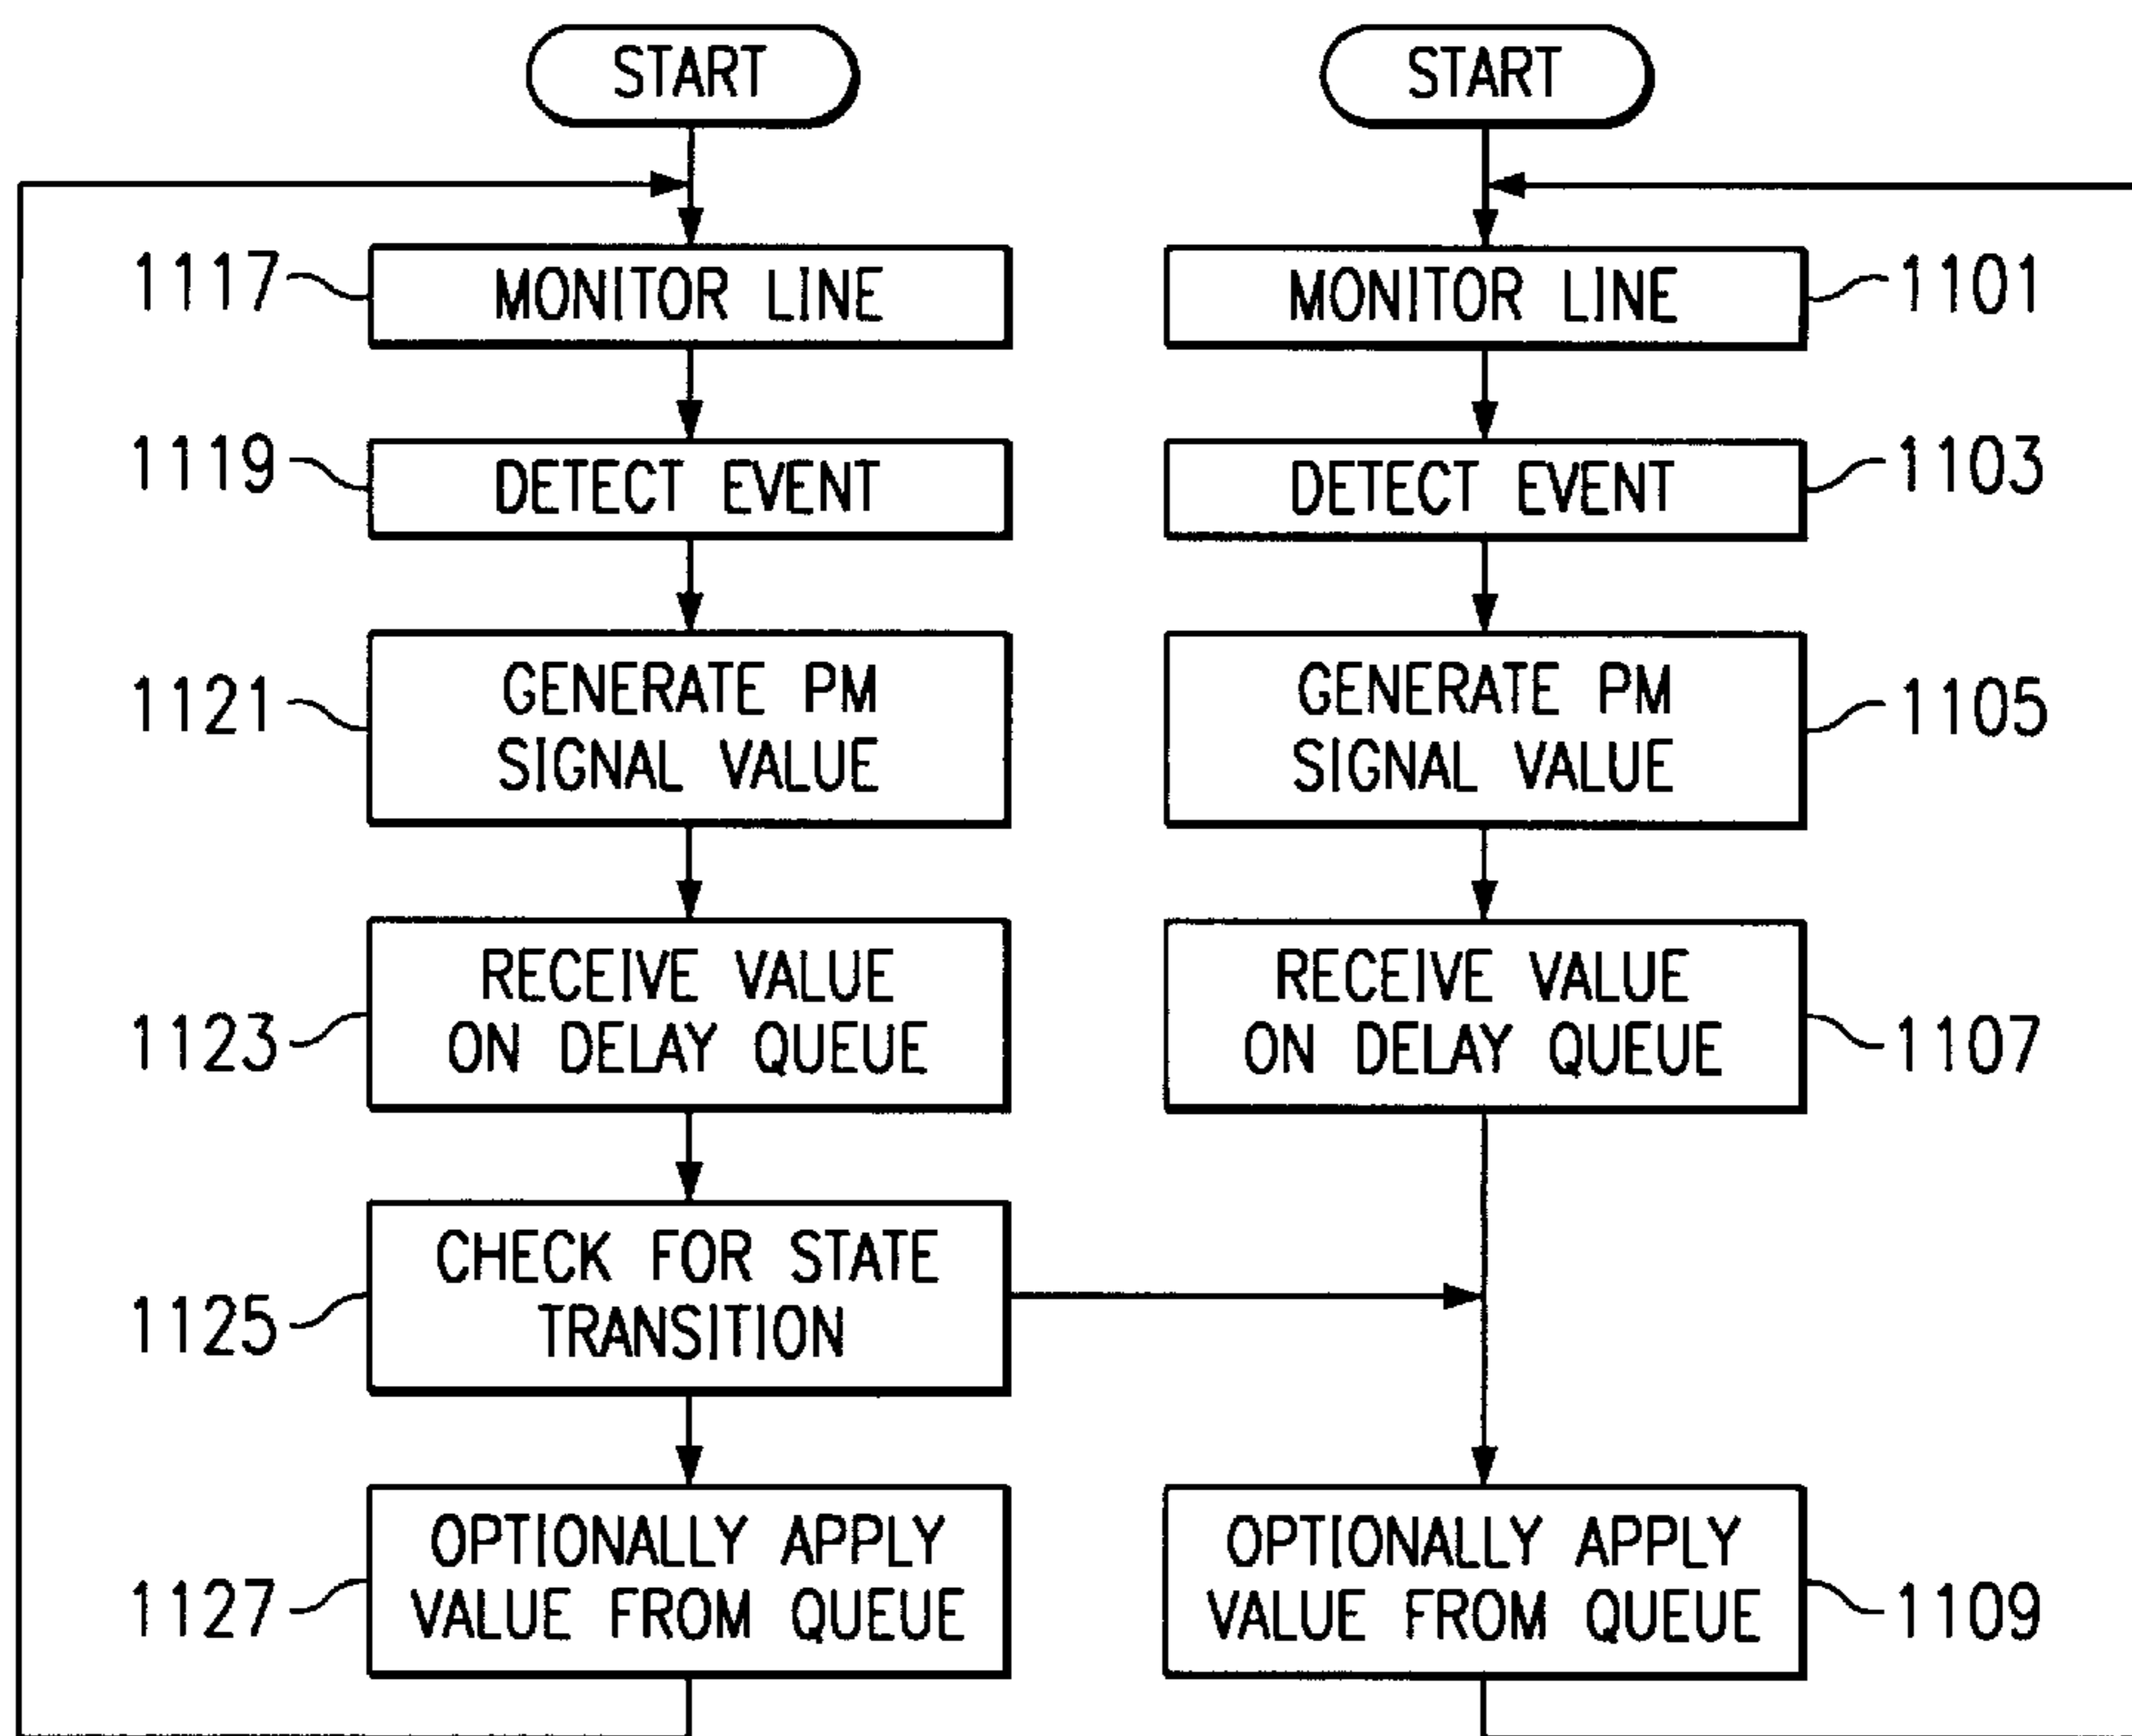 START
1117
MONITOR LINE
1119
DETECT EVENT
1121
GENERATE PM
SIGNAL VALUE
1123
RECEIVE VALUE
ON DELAY QUEUE
1125
CHECK FOR STATE
TRANSITION
1127
OPTIONALLY APPLY
VALUE FROM QUEUE
START
MONITOR LINE
1101
DETECT EVENT
1103
GENERATE PM
SIGNAL VALUE
1105
RECEIVE VALUE
ON DELAY QUEUE
1107
OPTIONALLY APPLY
VALUE FROM QUEUE
1109